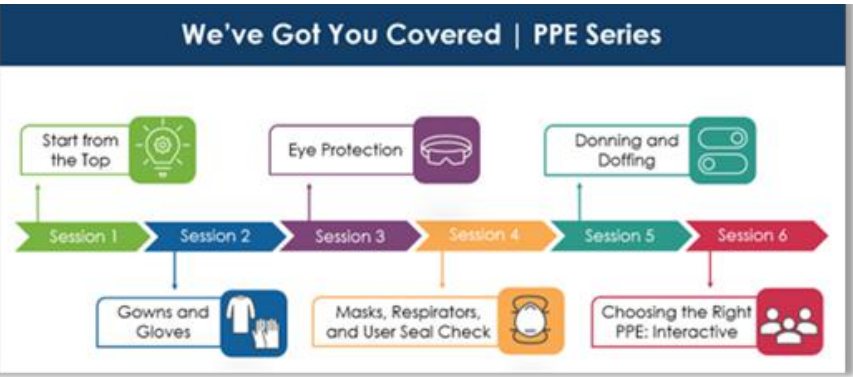 We've Got You Covered | PPE Series
Start from
the Top
Eye Protection
Donning and
Doffing
Session 1
Session 2
Session 3
Session 4
Session 5
Session 6
Gowns and
Gloves
Masks, Respirators,
and User Seal Check
Choosing the Right
PPE: Interactive